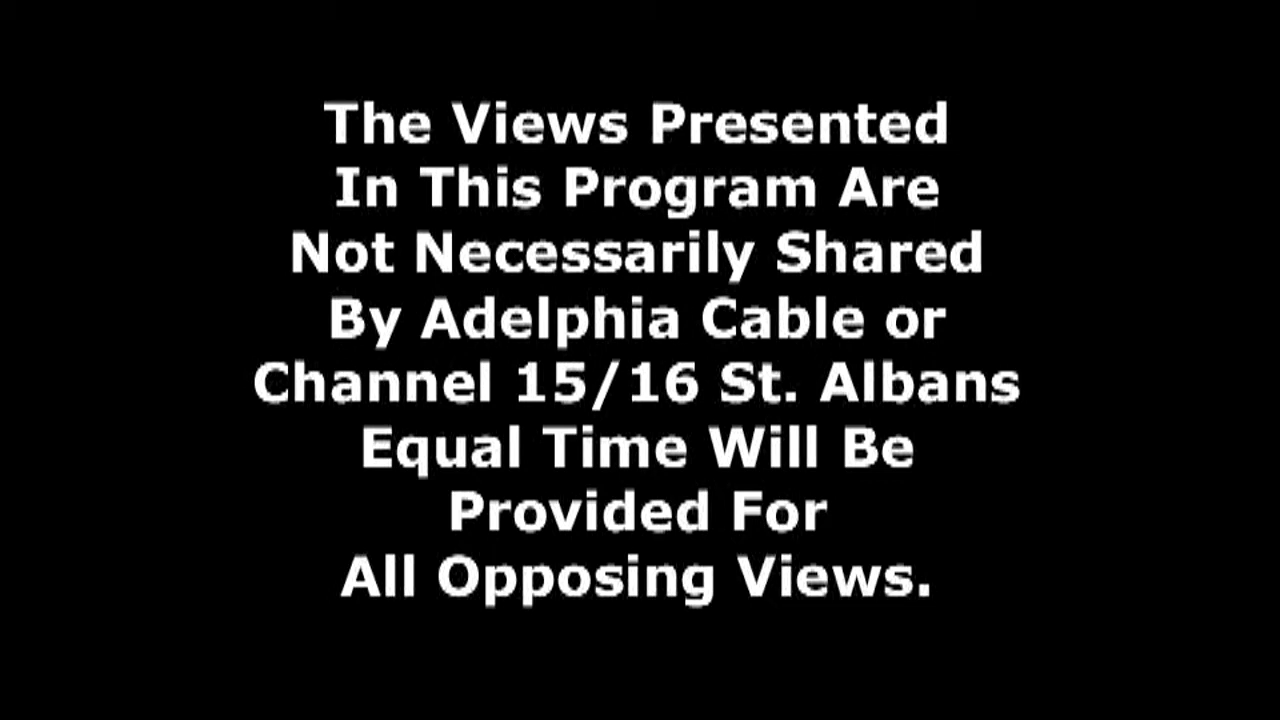 The Views Presented
In This Program Are
Not Necessarily Shared
By Adelphia Cable or
Channel 15/16 St. Albans
Equal Time Will Be
Provided For
All Opposing Views.